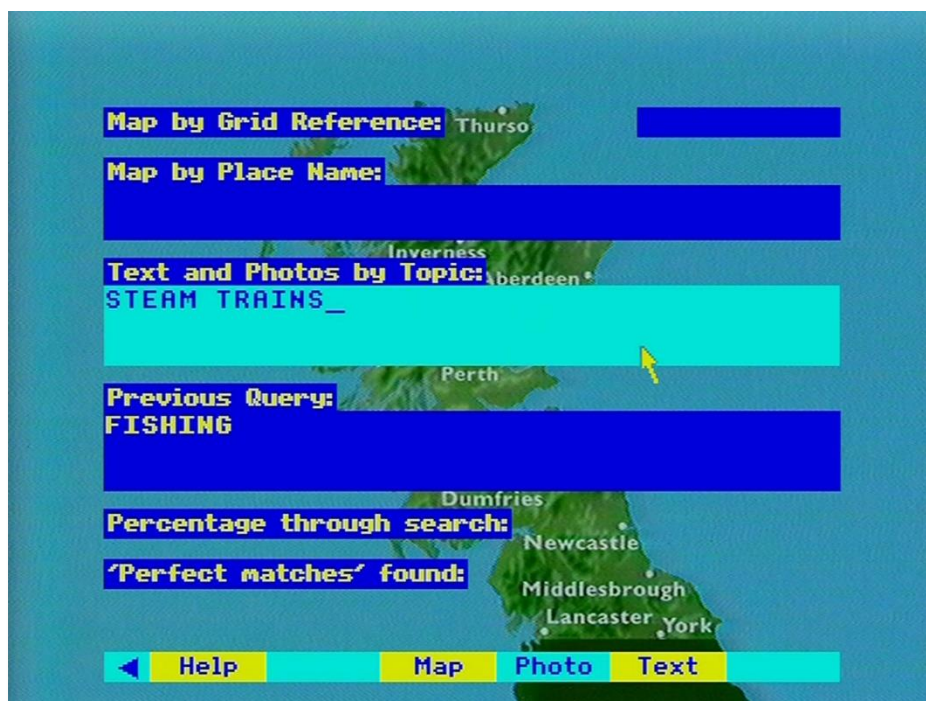 Map by Grid Reference:
Thurso
Map by Place Name:
Inverness
Text and Photos by Topic:
Aberdeen
STEAM TRAINS_
Perth
Previous Query:
FISHING
Dumfries
Percentage through search:
Newcastle
'Perfect matches' found:
Middlesbrough
Lancaster York
Help Map Photo Text